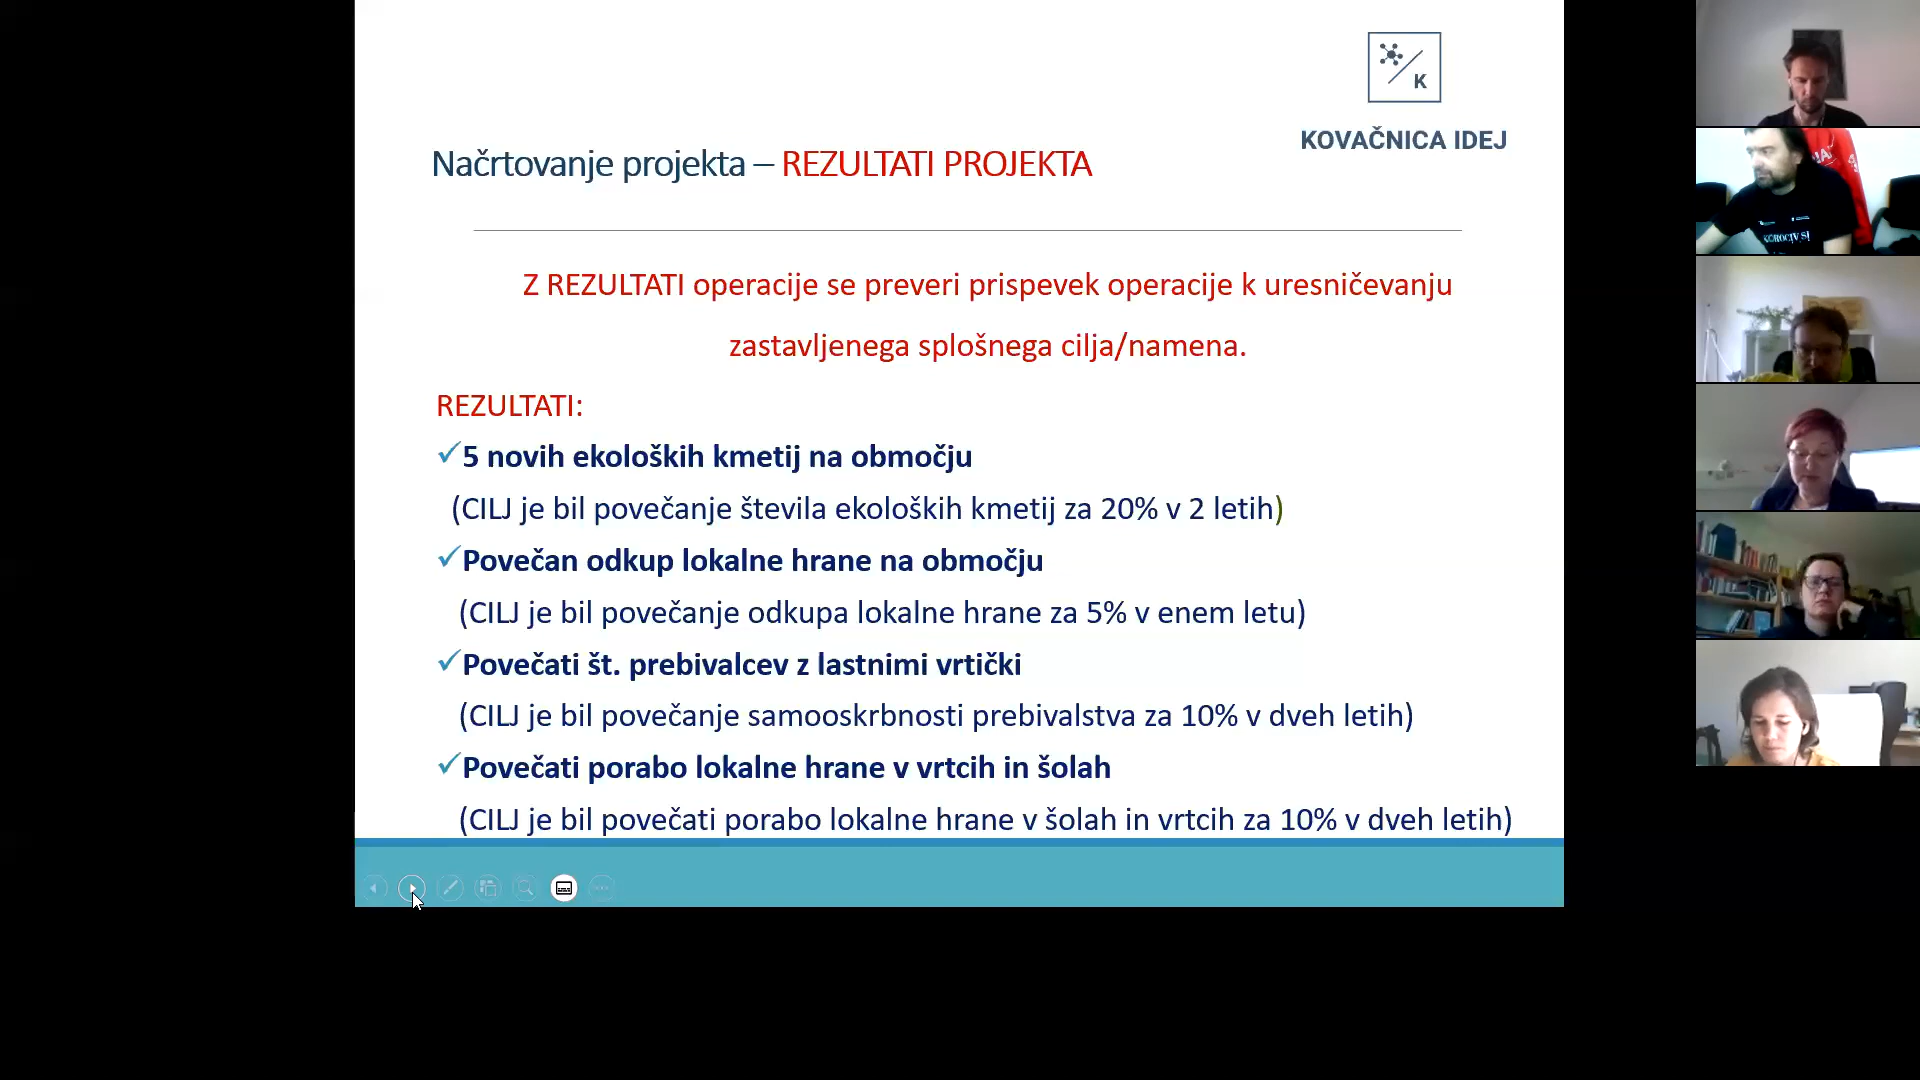 K
KOVAČNICA IDEJ
Načrtovanje projekta – REZULTATI PROJEKTA
Z REZULTATI operacije se preveri prispevek operacije k uresničevanju
zastavljenega splošnega cilja/namena.
REZULTATI:
✓5 novih ekoloških kmetij na območju
(CILJ je bil povečanje števila ekoloških kmetij za 20% v 2 letih)
✓Povečan odkup lokalne hrane na območju
(CILJ je bil povečanje odkupa lokalne hrane za 5% v enem letu)
✓Povečati št. prebivalcev z lastnimi vrtički
(CILJ je bil povečanje samooskrbnosti prebivalstva za 10% v dveh letih)
✓Povečati porabo lokalne hrane v vrtcih in šolah
(CILJ je bil povečati porabo lokalne hrane v šolah in vrtcih za 10% v dveh letih)